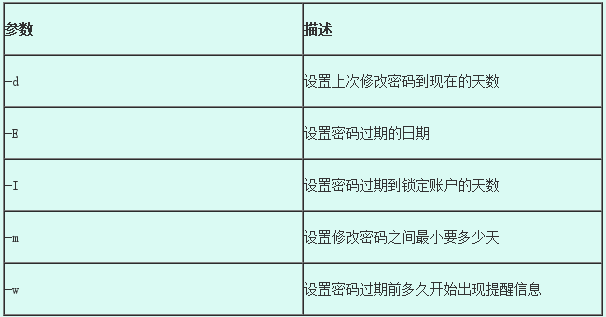 参数 描述
-d 设置上次修改密码到现在的天数
-E 设置密码过期的日期
-I 设置密码过期到锁定账户的天数
-m 设置修改密码之间最小要多少天
-w 设置密码过期前多久开始出现提醒信息